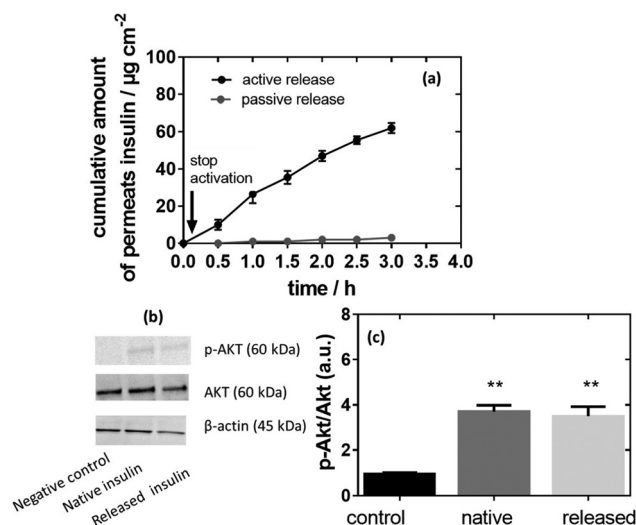 cumulative amount
of permeats insulin / µg cm⁻²
100
80
60
40
20
0
active release
passive release
(a)
stop
activation
0.0 0.5 1.0 1.5 2.0 2.5 3.0 3.5 4.0
time / h
(b)
p-AKT (60 kDa)
AKT (60 kDa)
β-actin (45 kDa)
Negative control
Native insulin
Released insulin
(c)
p-Akt/Akt (a.u.)
8
6
4
2
0
**
**
control native released